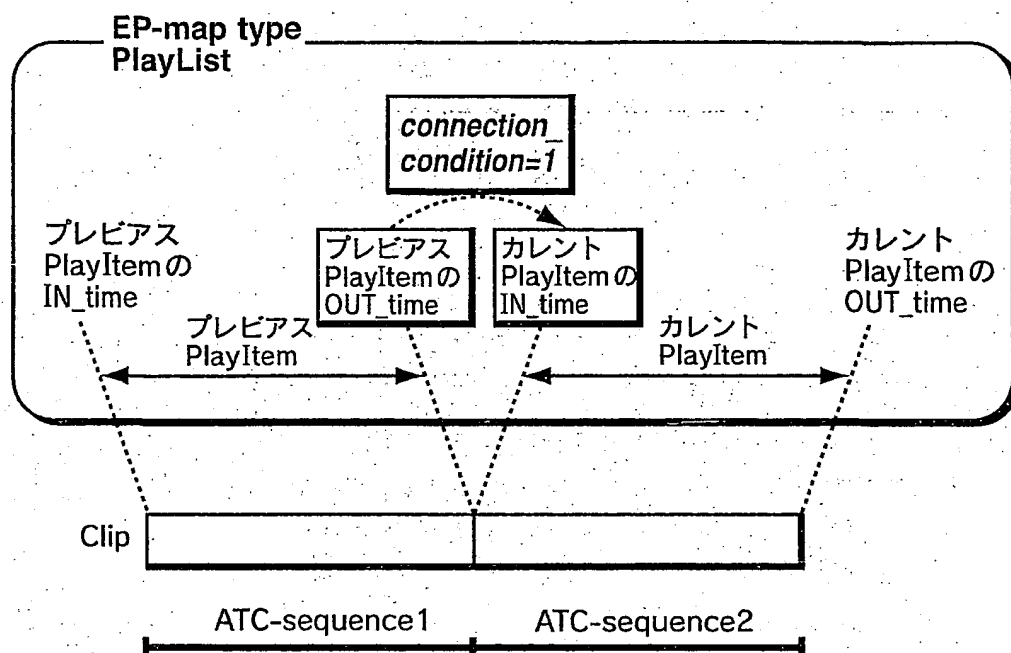 EP-map type
PlayList
connection_
condition=1
プレビアス
PlayItemの
IN_time
プレビアス
PlayItemの
OUT_time
カレント
PlayItemの
IN_time
カレント
PlayItemの
OUT_time
プレビアス
PlayItem
カレント
PlayItem
Clip
ATC-sequence1
ATC-sequence2